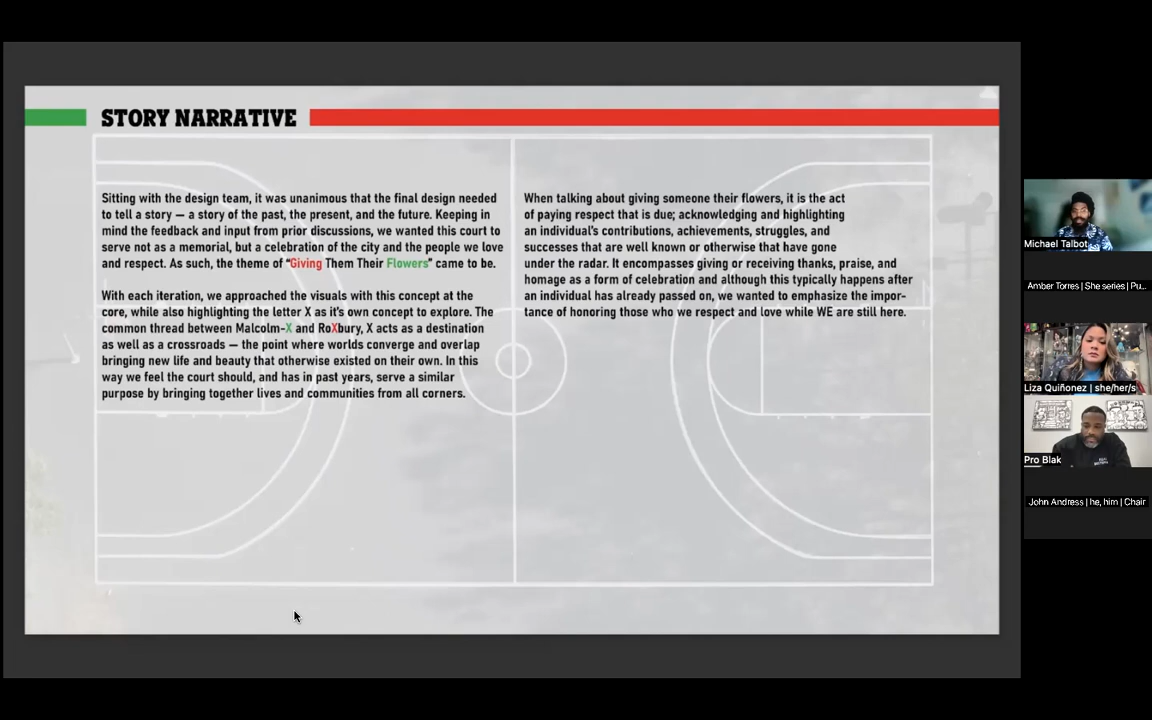 STORY NARRATIVE
Sitting with the design team, it was unanimous that the final design needed
to tell a story — a story of the past, the present, and the future. Keeping in
mind the feedback and input from prior discussions, we wanted this court to
serve not as a memorial, but a celebration of the city and the people we love
and respect. As such, the theme of “Giving Them Their Flowers” came to be.
With each iteration, we approached the visuals with this concept at the
core, while also highlighting the letter X as it’s own concept to explore. The
common thread between Malcolm-X and RoXbury, X acts as a destination
as well as a crossroads — the point where worlds converge and overlap
bringing new life and beauty that otherwise existed on their own. In this
way we feel the court should, and has in past years, serve a similar
purpose by bringing together lives and communities from all corners.
When talking about giving someone their flowers, it is the act
of paying respect that is due; acknowledging and highlighting
an individual’s contributions, achievements, struggles, and
successes that are well known or otherwise that have gone
under the radar. It encompasses giving or receiving thanks, praise, and
homage as a form of celebration and although this typically happens after
an individual has already passed on, we wanted to emphasize the impor-
tance of honoring those who we respect and love while WE are still here.
Michael Talbot
Amber Torres | She series | Pu...
Liza Quiñonez | she/her/s
Pro Blak
John Andress | he, him | Chair